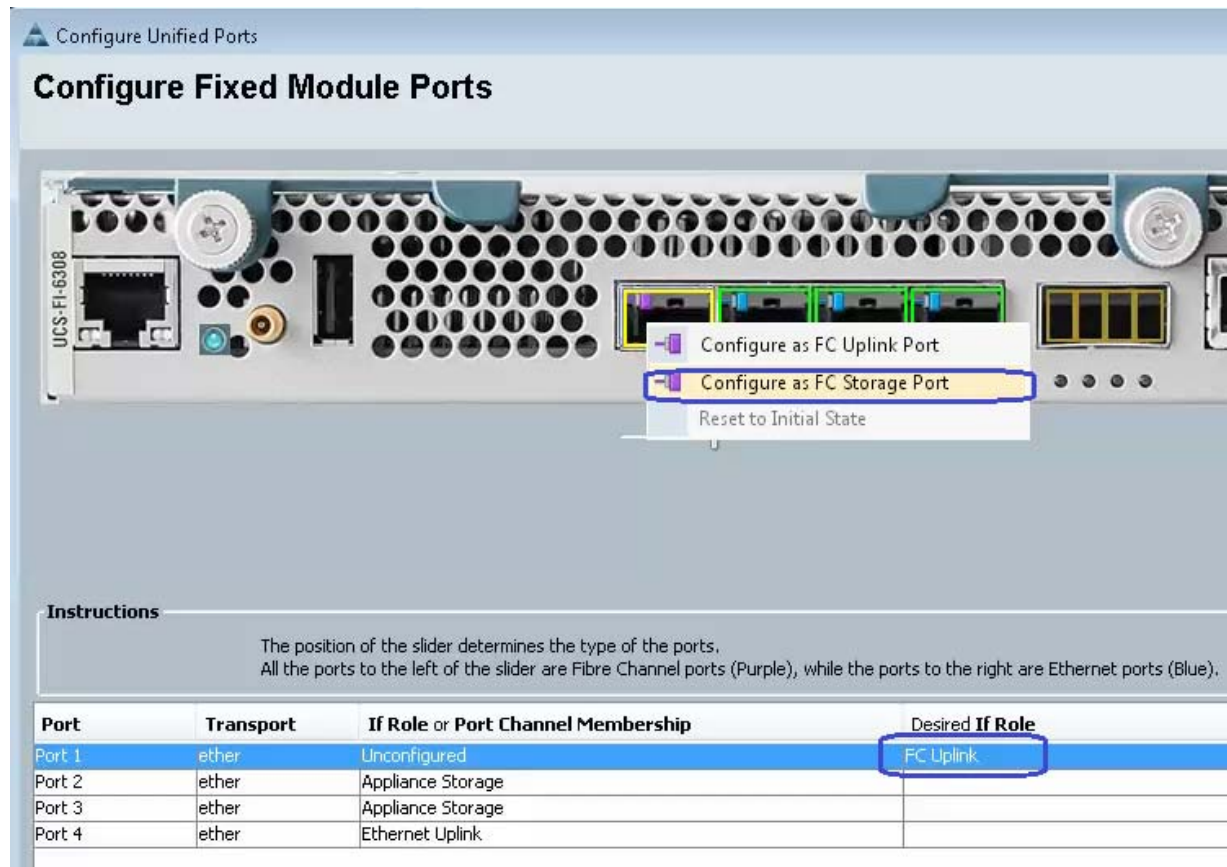 Configure Unified Ports
Configure Fixed Module Ports
UCS-FI-6308
Configure as FC Uplink Port
Configure as FC Storage Port
Reset to Initial State
Instructions
The position of the slider determines the type of the ports.
All the ports to the left of the slider are Fibre Channel ports (Purple), while the ports to the right are Ethernet ports (Blue).
Port Transport If Role or Port Channel Membership Desired If Role
Port 1 ether Unconfigured FC Uplink
Port 2 ether Appliance Storage
Port 3 ether Appliance Storage
Port 4 ether Ethernet Uplink